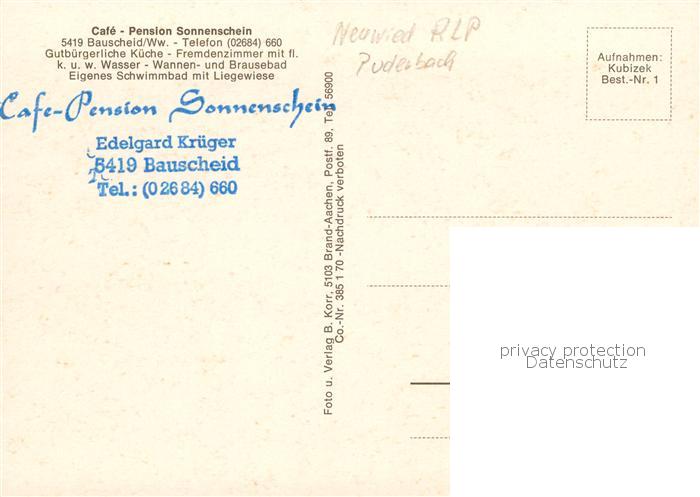 Café - Pension Sonnenschein
5419 Bauscheid/Ww. - Telefon (02684) 660
Gutbürgerliche Küche - Fremdenzimmer mit fl.
k. u. w. Wasser - Wannen- und Brausebad
Eigenes Schwimmbad mit Liegewiese
Cafe-Pension Sonnenschein
Edelgard Krüger
5419 Bauscheid
Tel.: (02684) 660
Neuwied RLP
Puderbach
Foto u. Verlag B. Korr, 5103 Brand-Aachen, Postf. 89, Tel. 56900
Co.-Nr. 385 1 70 -Nachdruck verboten
Aufnahmen:
Kubizek
Best.-Nr. 1
privacy protection
Datenschutz